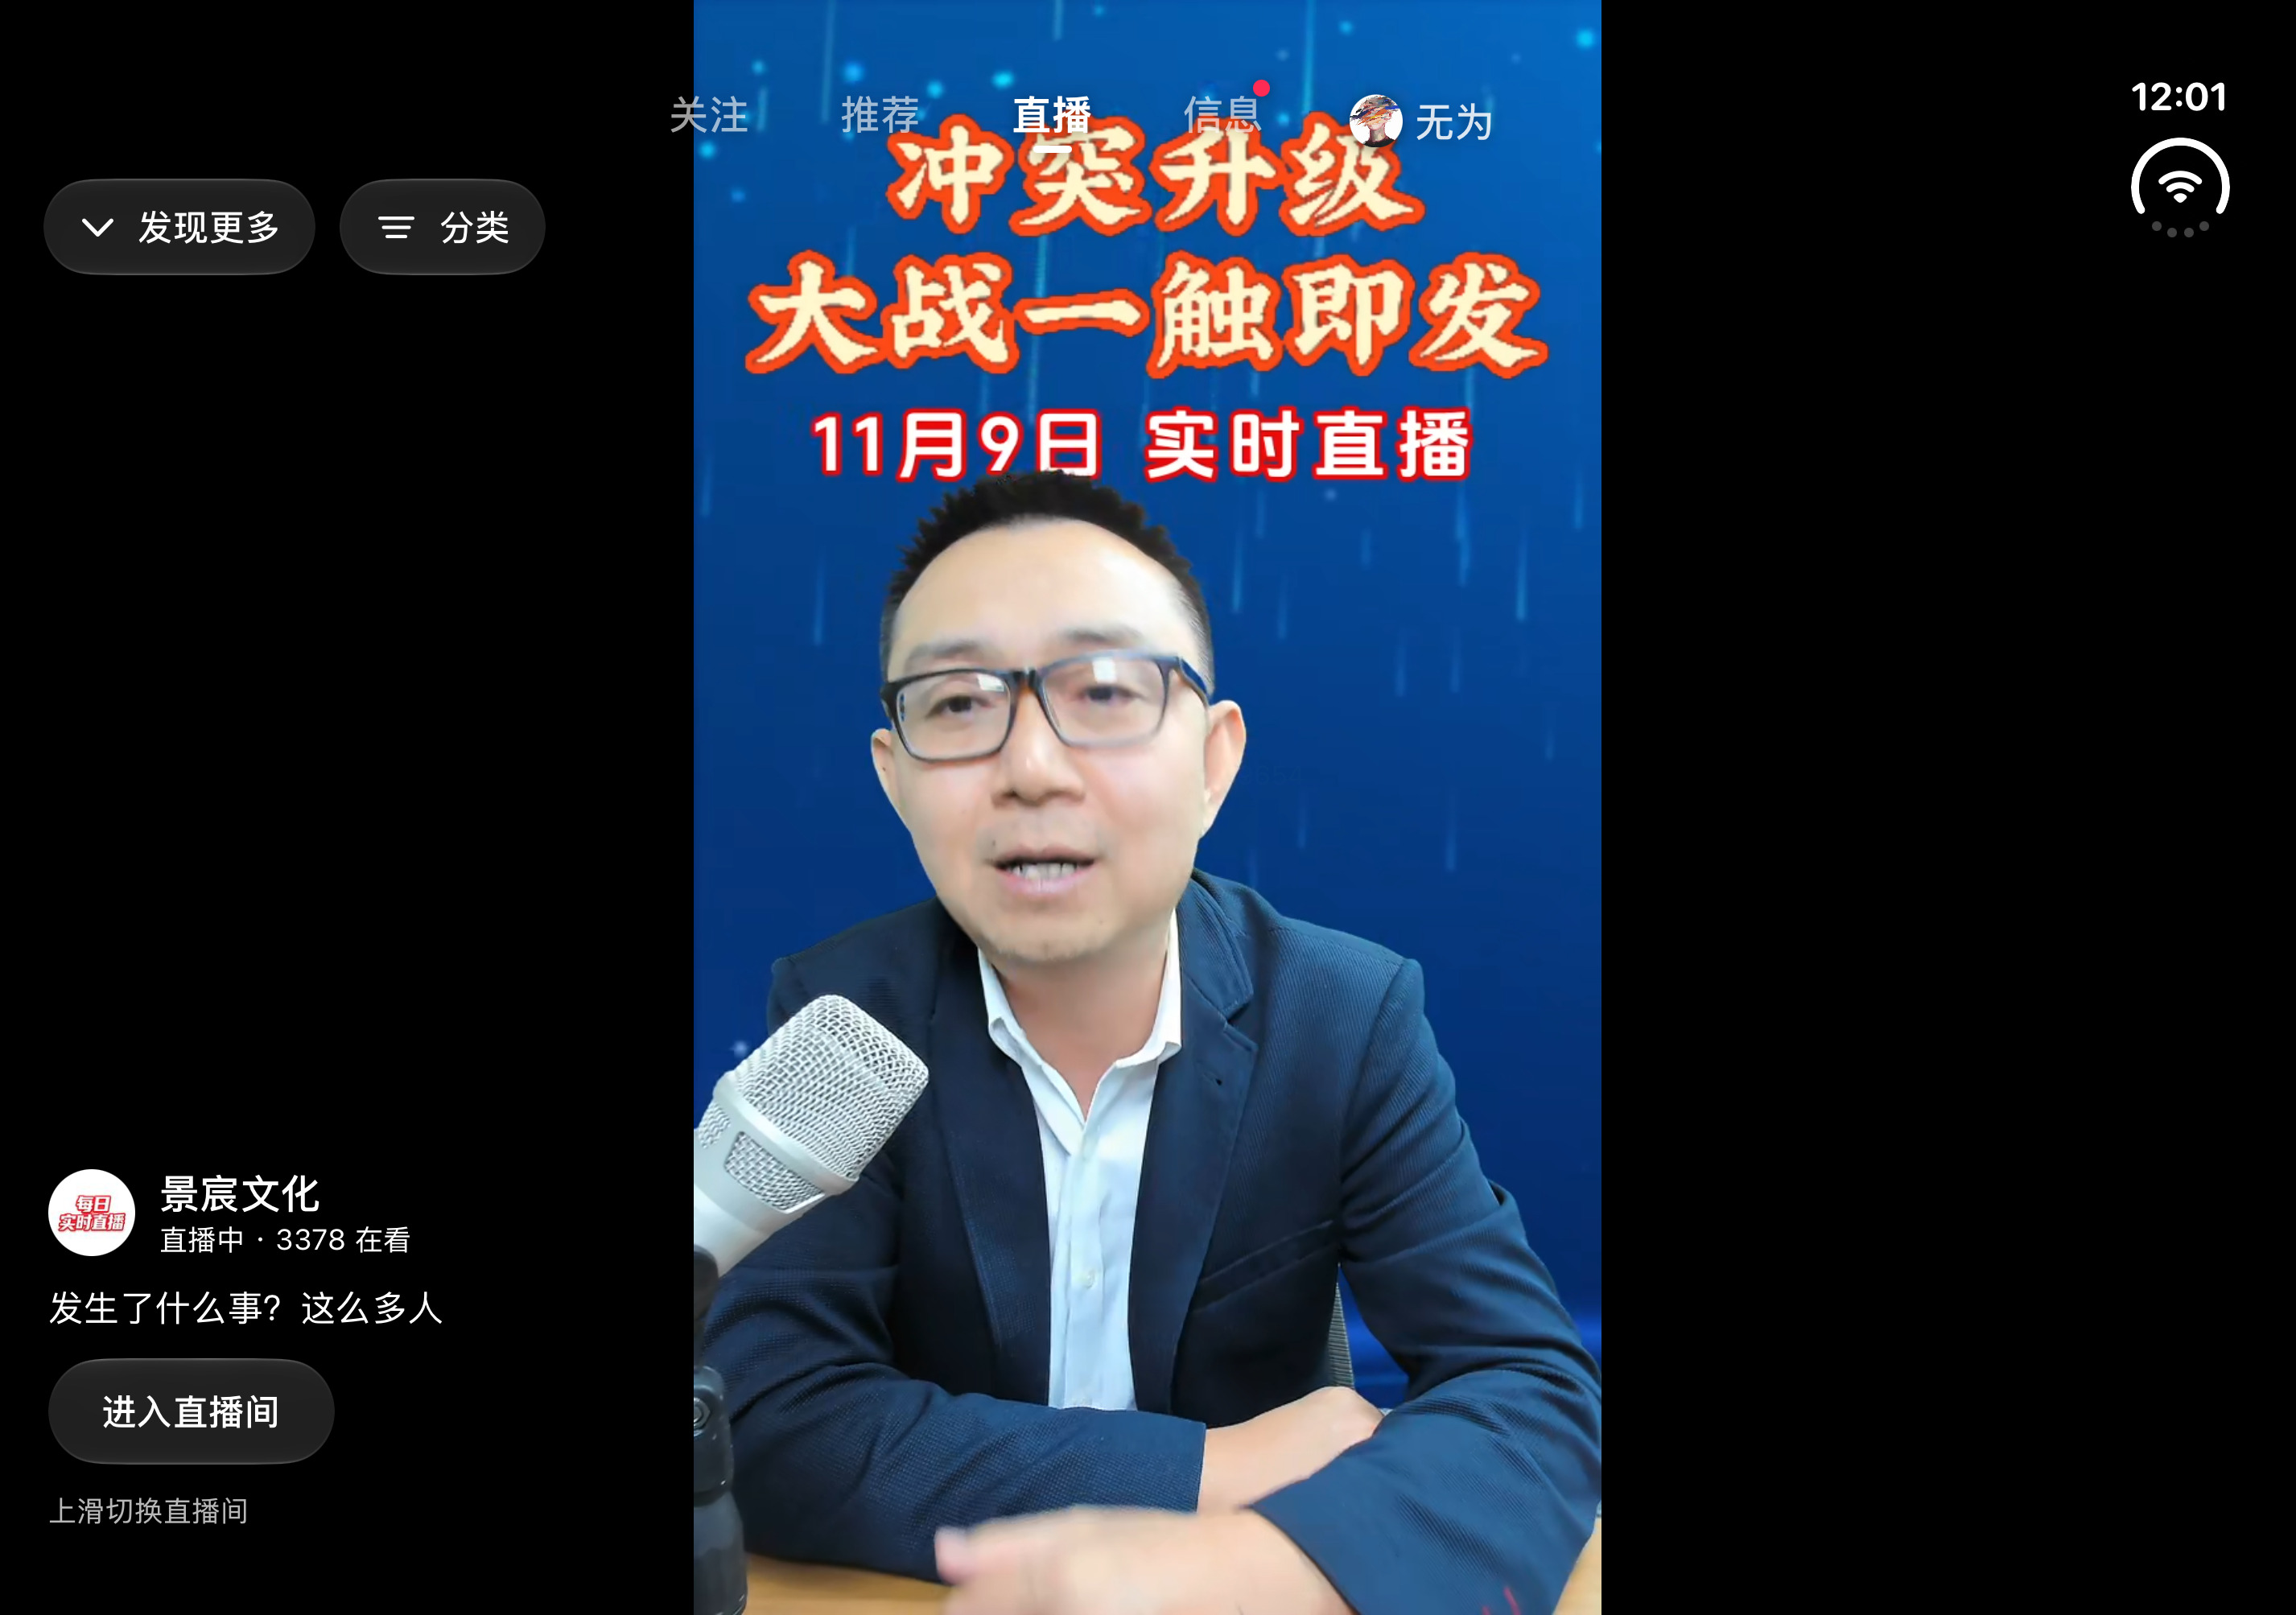 关注 推荐 直播 信息 无为
12:01
发现更多 分类
冲突升级
大战一触即发
11月9日 实时直播
每日
实时直播
景宸文化
直播中 · 3378 在看
发生了什么事？这么多人
进入直播间
上滑切换直播间